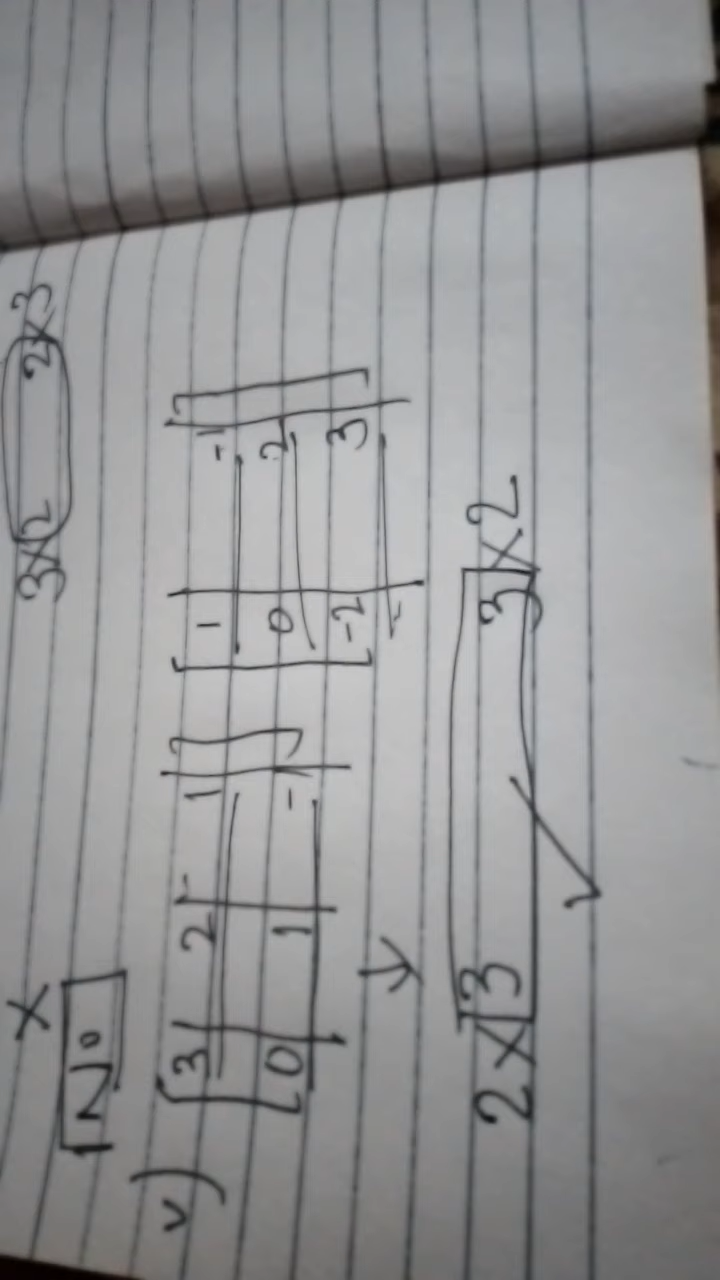 × 3×2 2×3
No
v) [3 2 1] [1 -1]
[0 1 -1] [0 2]
[-2 3]
↓
2×3 3×2
✓